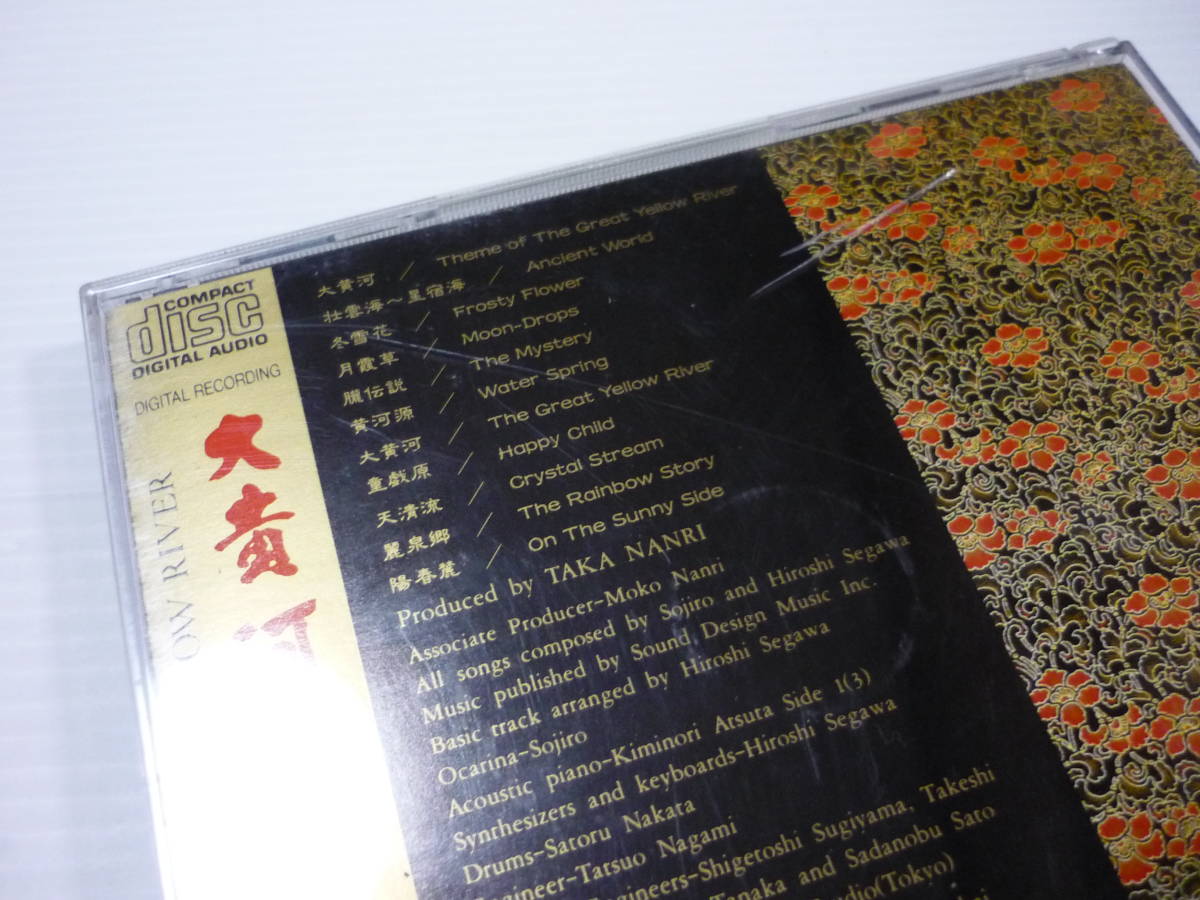 COMPACT
disc
DIGITAL AUDIO
DIGITAL RECORDING
大黄河
OW RIVER
大黄河 / Theme of The Great Yellow River
壮雲海～星宿海 / Ancient World
冬雪花 / Frosty Flower
月霞草 / Moon-Drops
朧伝説 / The Mystery
黄河源 / Water Spring
大黄河 / The Great Yellow River
童戯原 / Happy Child
天清流 / Crystal Stream
麗泉郷 / The Rainbow Story
陽春麓 / On The Sunny Side
Produced by TAKA NANRI
Associate Producer-Moko Nanri
All songs composed by Sojiro and Hiroshi Segawa
Music published by Sound Design Music Inc.
Basic track arranged by Hiroshi Segawa
Ocarina-Sojiro
Acoustic piano-Kiminori Atsuta Side 1(3)
Synthesizers and keyboards-Hiroshi Segawa
Drums-Satoru Nakata
Engineer-Tatsuo Nagami
Engineers-Shigetoshi Sugiyama, Takeshi
Tanaka and Sadanobu Sato
(Tokyo)